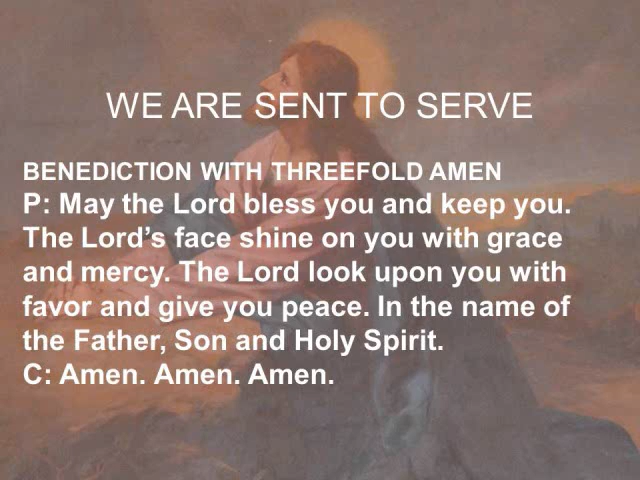 WE ARE SENT TO SERVE
BENEDICTION WITH THREEFOLD AMEN
P: May the Lord bless you and keep you.
The Lord’s face shine on you with grace
and mercy. The Lord look upon you with
favor and give you peace. In the name of
the Father, Son and Holy Spirit.
C: Amen. Amen. Amen.